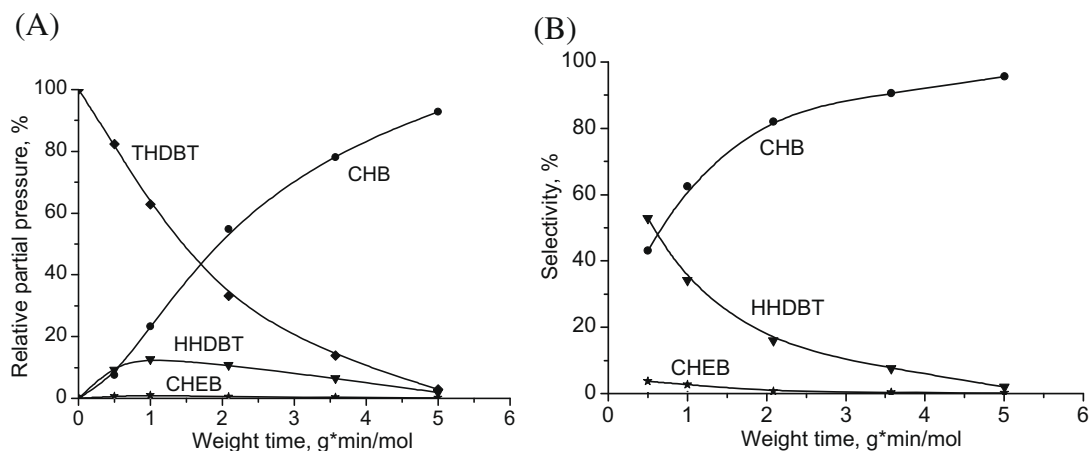 (A)
Relative partial pressure, %
100
80
60
40
20
0
THDBT
CHB
HHDBT
CHEB
0 1 2 3 4 5 6
Weight time, g*min/mol
(B)
Selectivity, %
100
80
60
40
20
0
CHB
HHDBT
CHEB
0 1 2 3 4 5 6
Weight time, g*min/mol